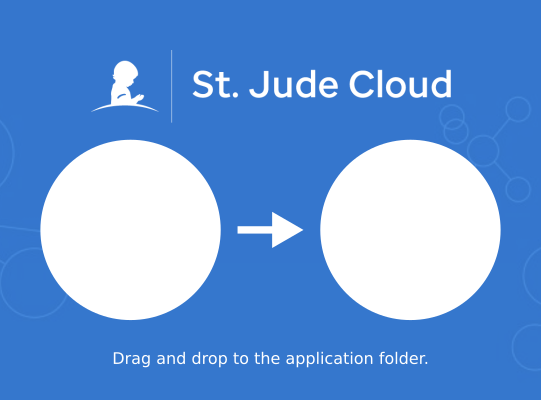 St. Jude Cloud
Drag and drop to the application folder.